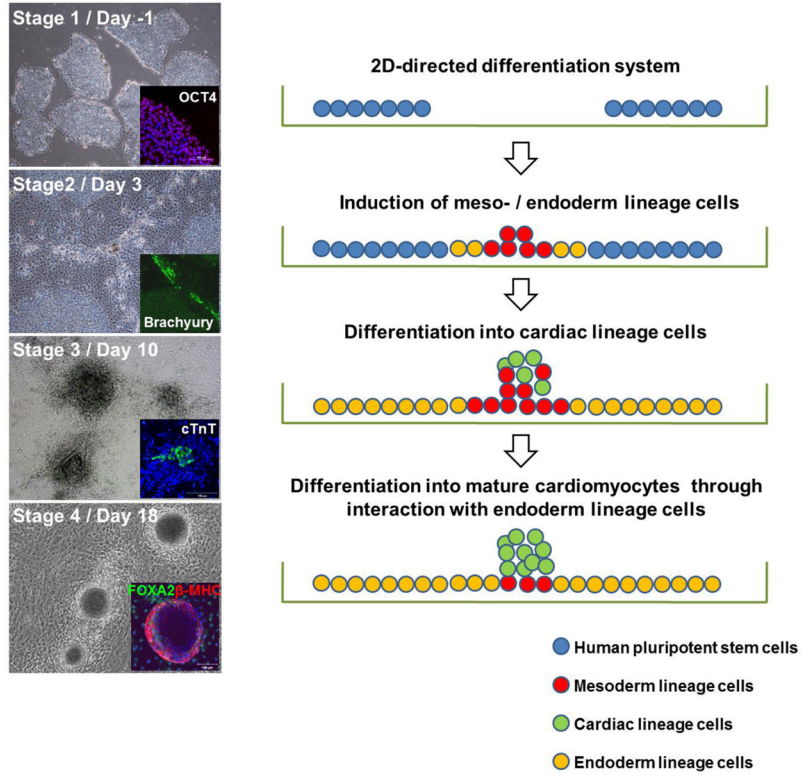 Stage 1 / Day -1
OCT4
Stage2 / Day 3
Brachyury
Stage 3 / Day 10
cTnT
Stage 4 / Day 18
FOXA2β-MHC
2D-directed differentiation system
Induction of meso- / endoderm lineage cells
Differentiation into cardiac lineage cells
Differentiation into mature cardiomyocytes through
interaction with endoderm lineage cells
Human pluripotent stem cells
Mesoderm lineage cells
Cardiac lineage cells
Endoderm lineage cells